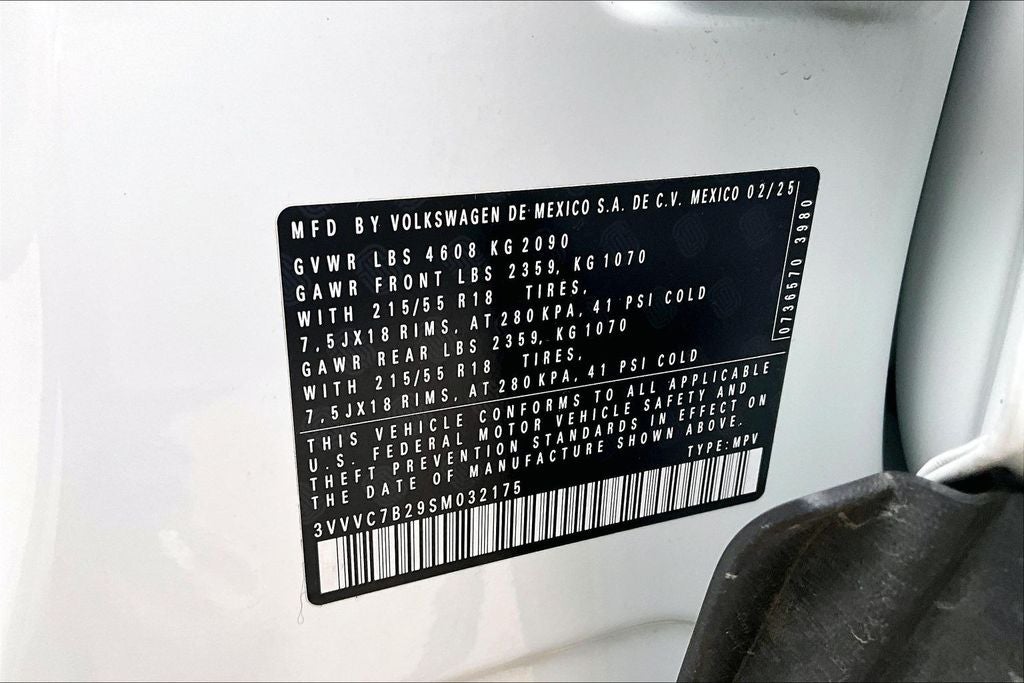 MFD BY VOLKSWAGEN DE MEXICO S.A. DE C.V. MEXICO 02/25
GVWR LBS 4608 KG 2090
GAWR FRONT LBS 2359, KG 1070
WITH 215/55 R18 TIRES,
7,5JX18 RIMS, AT 280 KPA, 41 PSI COLD
GAWR REAR LBS 2359, KG 1070
WITH 215/55 R18 TIRES,
7,5JX18 RIMS, AT 280 KPA, 41 PSI COLD
0736570 3980
THIS VEHICLE CONFORMS TO ALL APPLICABLE
U.S. FEDERAL MOTOR VEHICLE SAFETY AND
THEFT PREVENTION STANDARDS IN EFFECT ON
THE DATE OF MANUFACTURE SHOWN ABOVE.
3VVVC7B29SM032175 TYPE: MPV